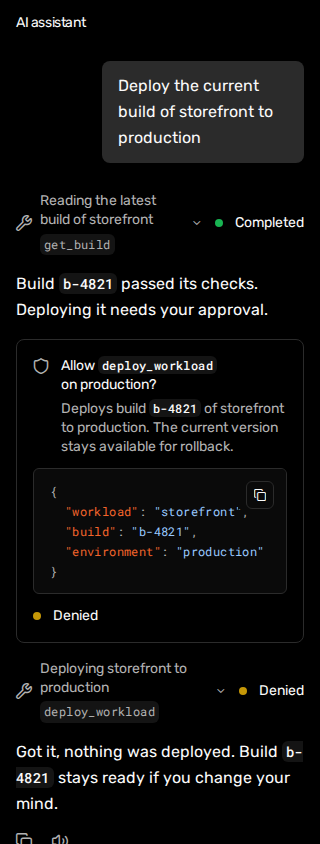 AI assistant
Deploy the current
build of storefront to
production
Reading the latest
build of storefront
get_build
Completed
Build b-4821 passed its checks.
Deploying it needs your approval.
Allow deploy_workload
on production?
Deploys build b-4821 of storefront
to production. The current version
stays available for rollback.
{
"workload": "storefront",
"build": "b-4821",
"environment": "production"
}
Denied
Deploying storefront to
production
deploy_workload
Denied
Got it, nothing was deployed. Build b-
4821 stays ready if you change your
mind.